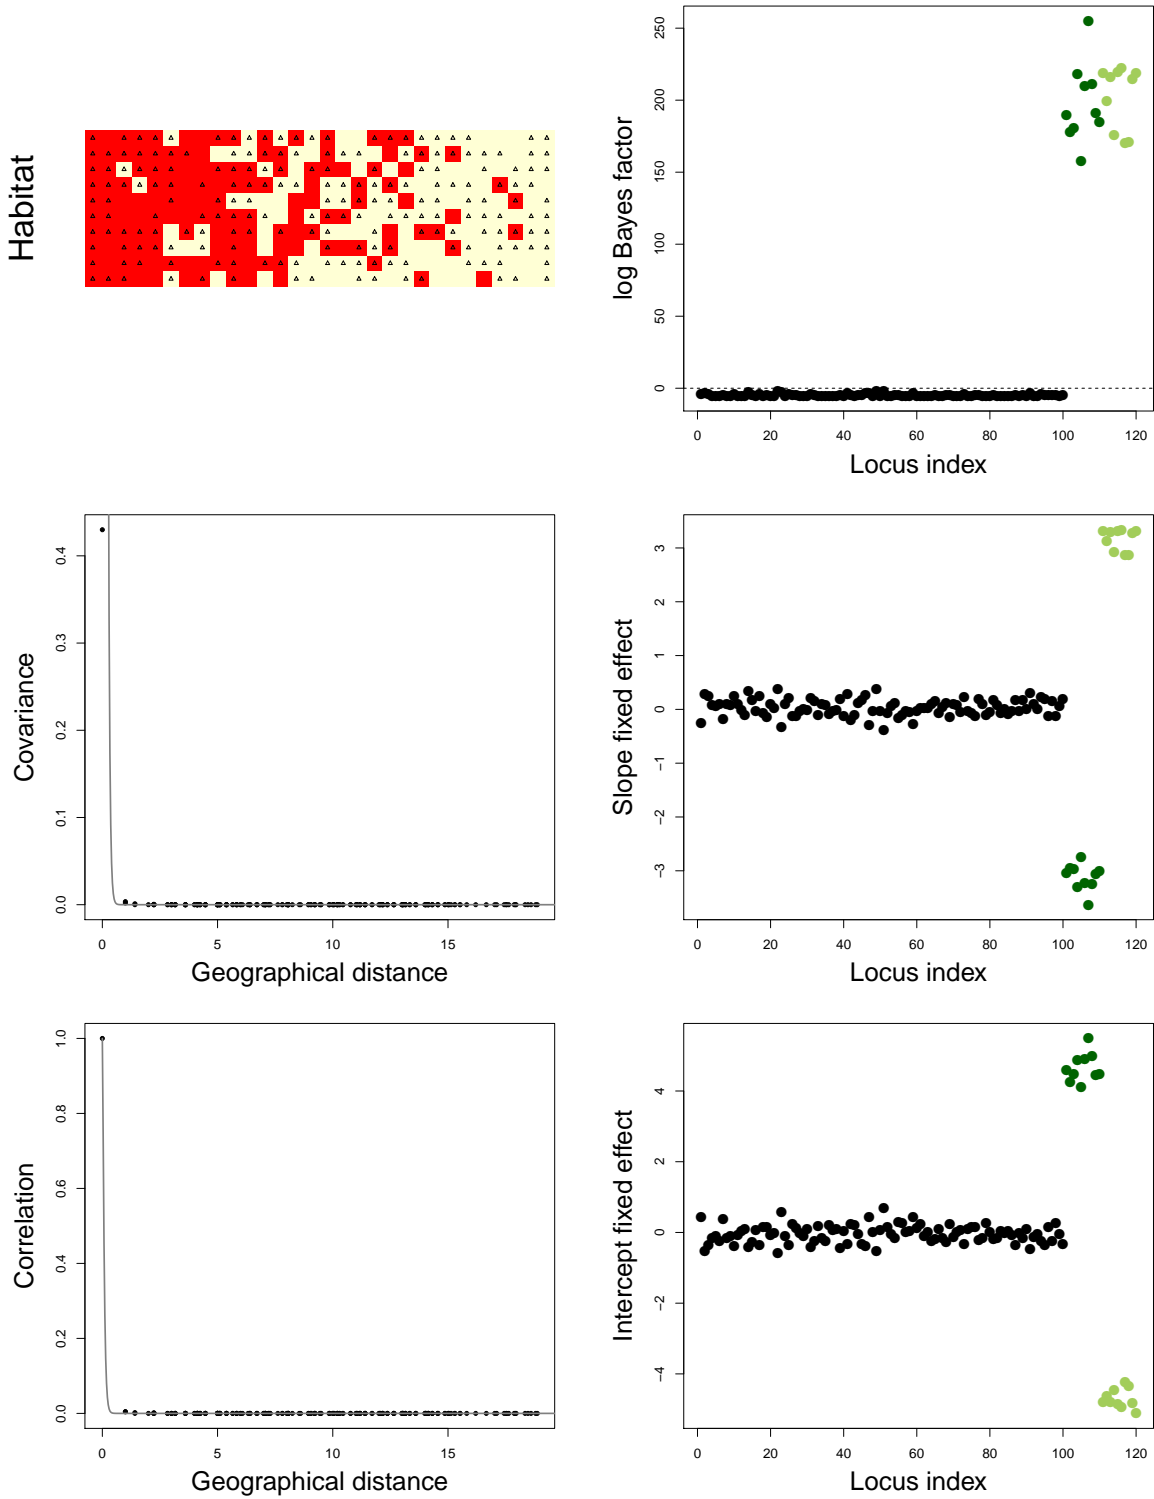 Habitat
log Bayes factor
0 50 100 150 200 250
0 20 40 60 80 100 120
Locus index
Covariance
0.0 0.1 0.2 0.3 0.4
0 5 10 15
Geographical distance
Slope fixed effect
−3 −2 −1 0 1 2 3
0 20 40 60 80 100 120
Locus index
Correlation
0.0 0.2 0.4 0.6 0.8 1.0
0 5 10 15
Geographical distance
Intercept fixed effect
−4 −2 0 2 4
0 20 40 60 80 100 120
Locus index